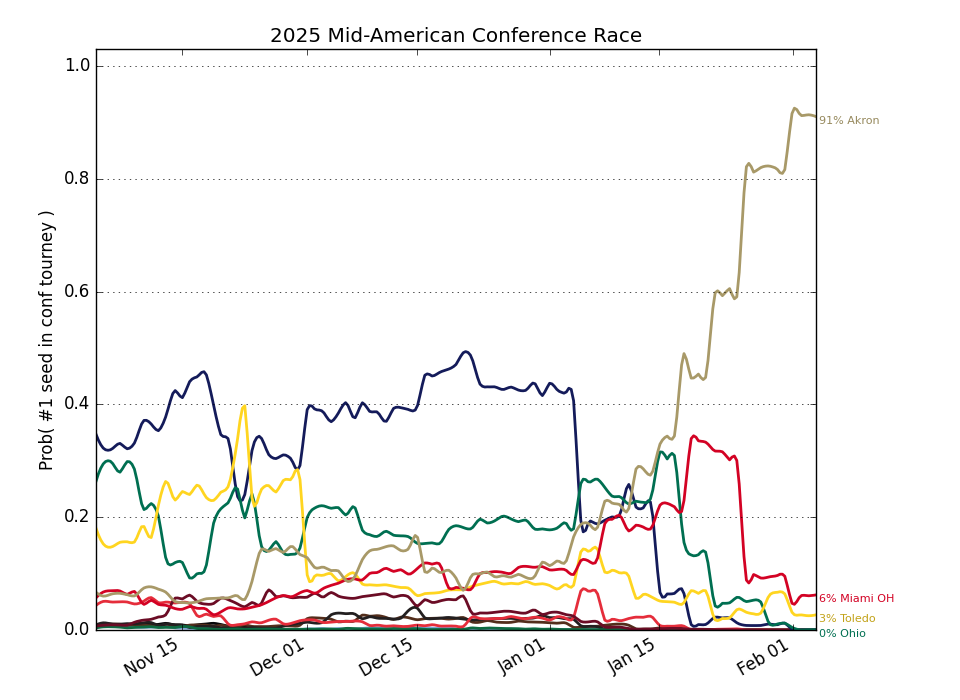 2025 Mid-American Conference Race
Prob( #1 seed in conf tourney )
1.0
0.8
0.6
0.4
0.2
0.0
91% Akron
6% Miami OH
3% Toledo
0% Ohio
Nov 15
Dec 01
Dec 15
Jan 01
Jan 15
Feb 01